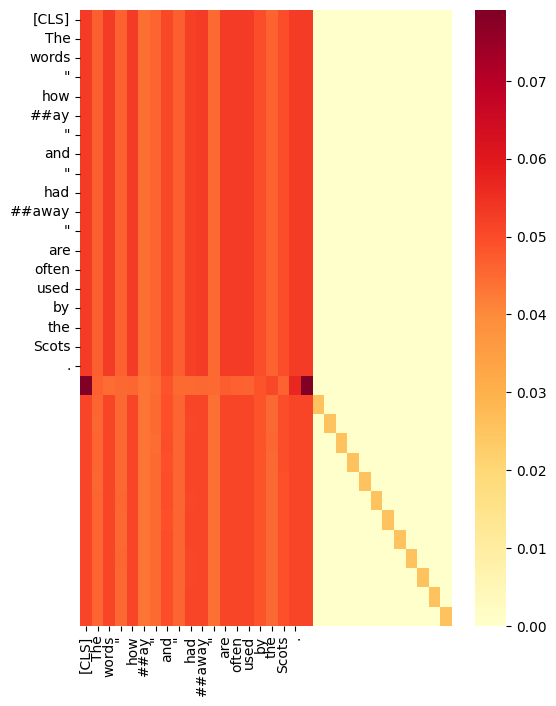 [CLS]
The
words
"
how
##ay
"
and
"
had
##away
"
are
often
used
by
the
Scots
.
0.07
0.06
0.05
0.04
0.03
0.02
0.01
0.00
[CLS]
The
words
"
how
##ay
"
and
"
had
##away
"
are
often
used
by
the
Scots
.